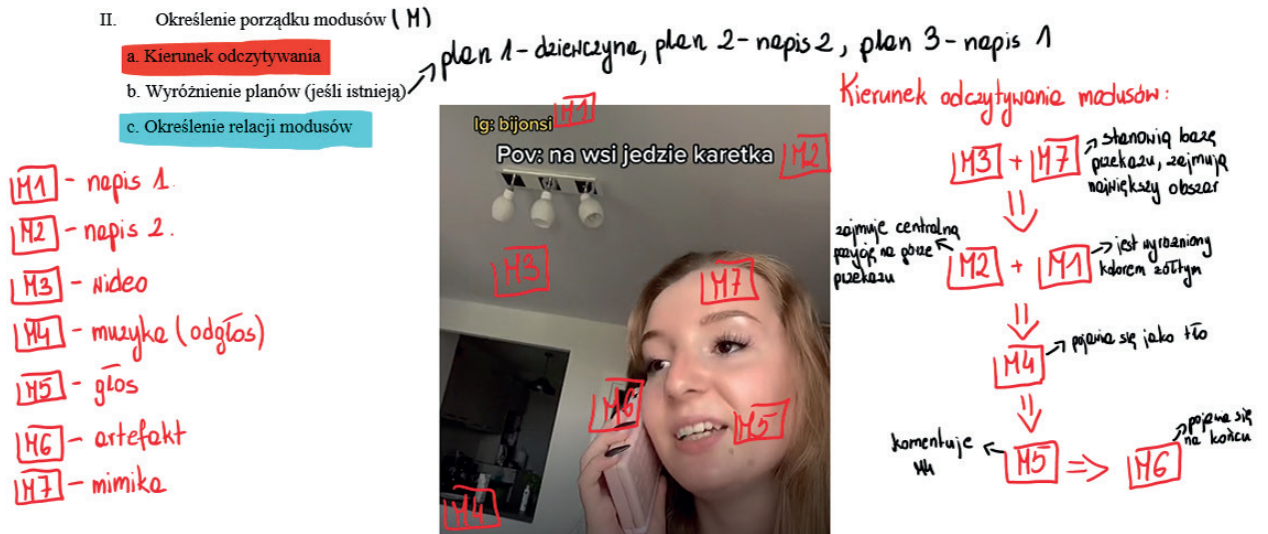 II. Określenie porządku modusów (M)
a. Kierunek odczytywania
b. Wyróżnienie planów (jeśli istnieją)
c. Określenie relacji modusów
plan 1 - dziewczyna, plan 2 - napis 2, plan 3 - napis 1
M1 - napis 1.
M2 - napis 2.
M3 - wideo
M4 - muzyka (odgłos)
M5 - głos
M6 - artefakt
M7 - mimika
Ig: bijonsi M1
Pov: na wsi jedzie karetka M2
M3
M7
M6
M5
M4
Kierunek odczytywania modusów:
M3 + M7
stanowią bazę
przekazu, zajmują
największy obszar
zajmuje centralną
pozycję na górze
przekazu
M2 + M1
jest wyróżniony
kolorem żółtym
M4
pojawia się jako tło
komentuje
M4
M5 => M6
pojawia się
na końcu